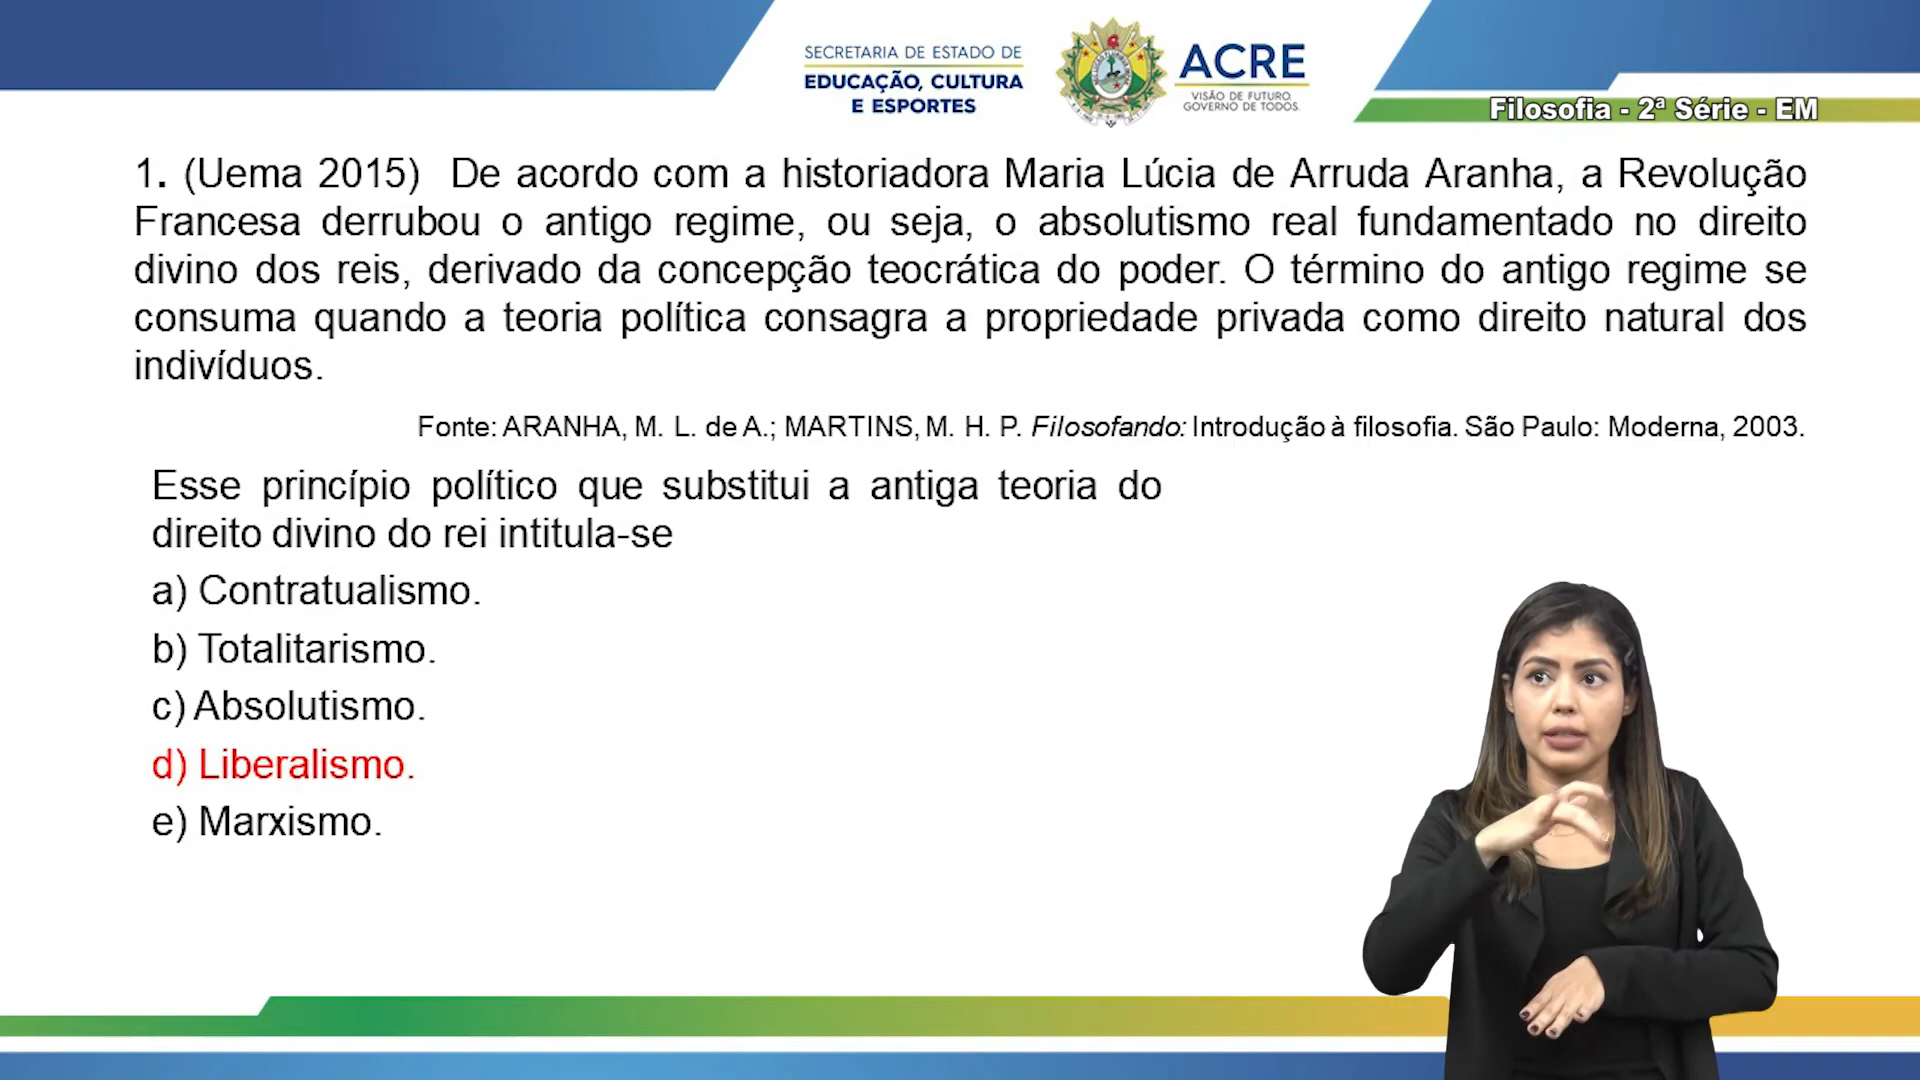 SECRETARIA DE ESTADO DE
EDUCAÇÃO, CULTURA
E ESPORTES
ACRE
VISÃO DE FUTURO.
GOVERNO DE TODOS.
Filosofia - 2ª Série - EM
1. (Uema 2015) De acordo com a historiadora Maria Lúcia de Arruda Aranha, a Revolução
Francesa derrubou o antigo regime, ou seja, o absolutismo real fundamentado no direito
divino dos reis, derivado da concepção teocrática do poder. O término do antigo regime se
consuma quando a teoria política consagra a propriedade privada como direito natural dos
indivíduos.
Fonte: ARANHA, M. L. de A.; MARTINS, M. H. P. Filosofando: Introdução à filosofia. São Paulo: Moderna, 2003.
Esse princípio político que substitui a antiga teoria do
direito divino do rei intitula-se
a) Contratualismo.
b) Totalitarismo.
c) Absolutismo.
d) Liberalismo.
e) Marxismo.